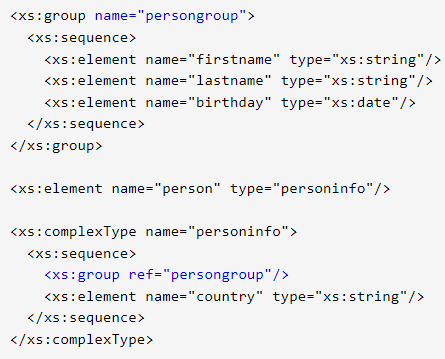 <xs:group name="persongroup">
  <xs:sequence>
    <xs:element name="firstname" type="xs:string"/>
    <xs:element name="lastname" type="xs:string"/>
    <xs:element name="birthday" type="xs:date"/>
  </xs:sequence>
</xs:group>

<xs:element name="person" type="personinfo"/>

<xs:complexType name="personinfo">
  <xs:sequence>
    <xs:group ref="persongroup"/>
    <xs:element name="country" type="xs:string"/>
  </xs:sequence>
</xs:complexType>